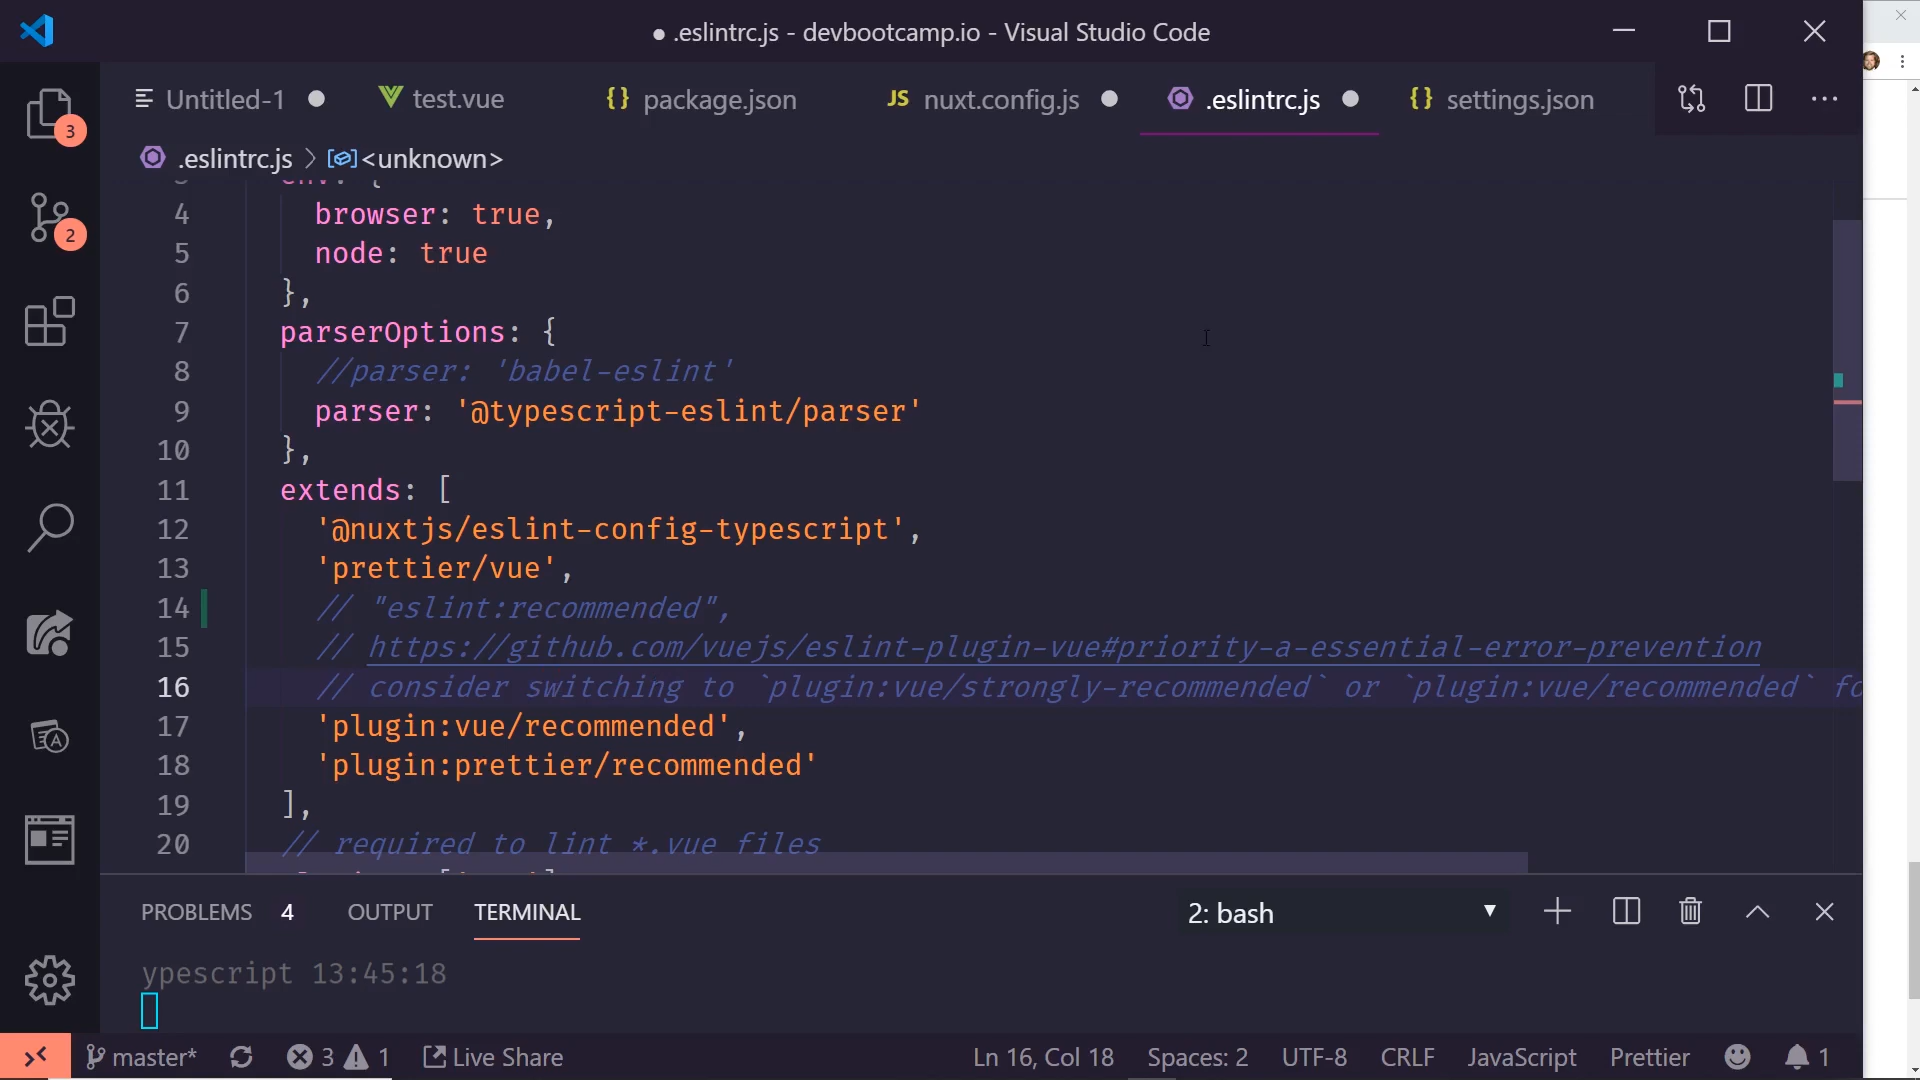 ● .eslintrc.js - devbootcamp.io - Visual Studio Code
Untitled-1 ● test.vue {} package.json JS nuxt.config.js ● .eslintrc.js ● {} settings.json ···
.eslintrc.js > <unknown>
4 browser: true,
5 node: true
6 },
7 parserOptions: {
8 //parser: 'babel-eslint'
9 parser: '@typescript-eslint/parser'
10 },
11 extends: [
12 '@nuxtjs/eslint-config-typescript',
13 'prettier/vue',
14 // "eslint:recommended",
15 // https://github.com/vuejs/eslint-plugin-vue#priority-a-essential-error-prevention
16 // consider switching to `plugin:vue/strongly-recommended` or `plugin:vue/recommended` fo
17 'plugin:vue/recommended',
18 'plugin:prettier/recommended'
19 ],
20 // required to lint *.vue files
3
2
PROBLEMS 4 OUTPUT TERMINAL 2: bash
ypescript 13:45:18
master* 3 1 Live Share Ln 16, Col 18 Spaces: 2 UTF-8 CRLF JavaScript Prettier 1